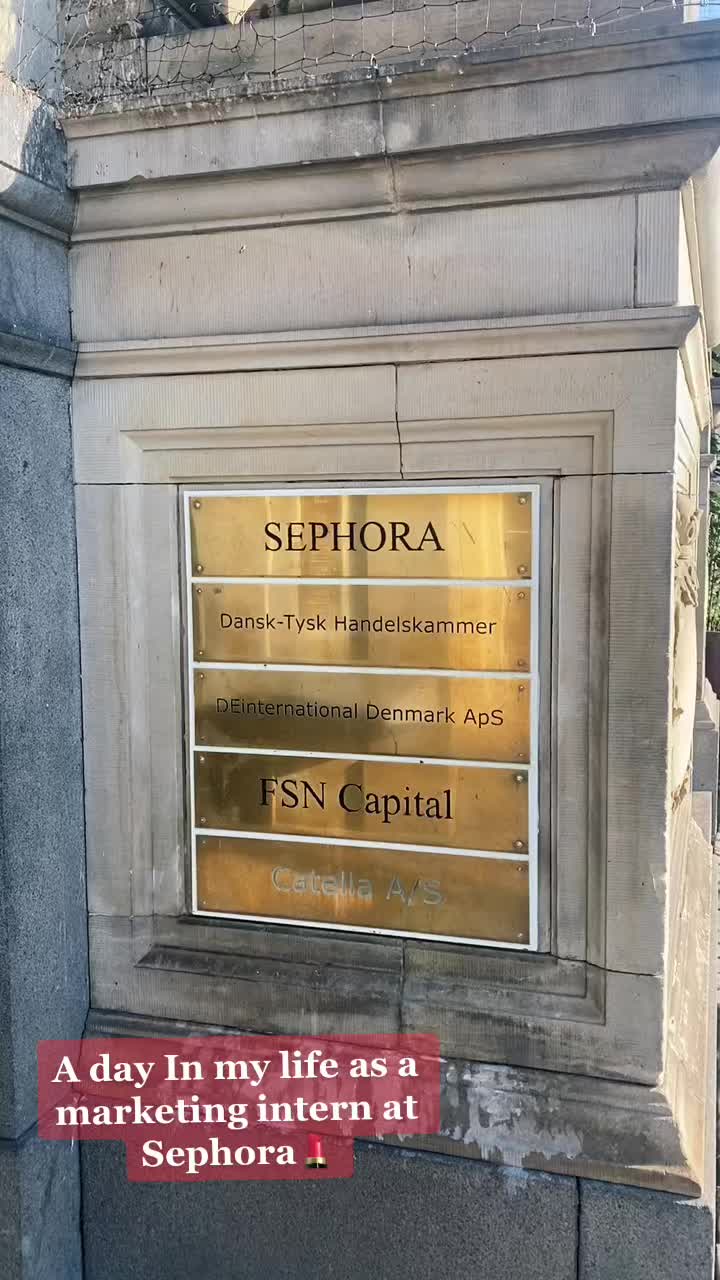 SEPHORA
Dansk-Tysk Handelskammer
DEinternational Denmark ApS
FSN Capital
Catella A/S
A day In my life as a
marketing intern at
Sephora💄